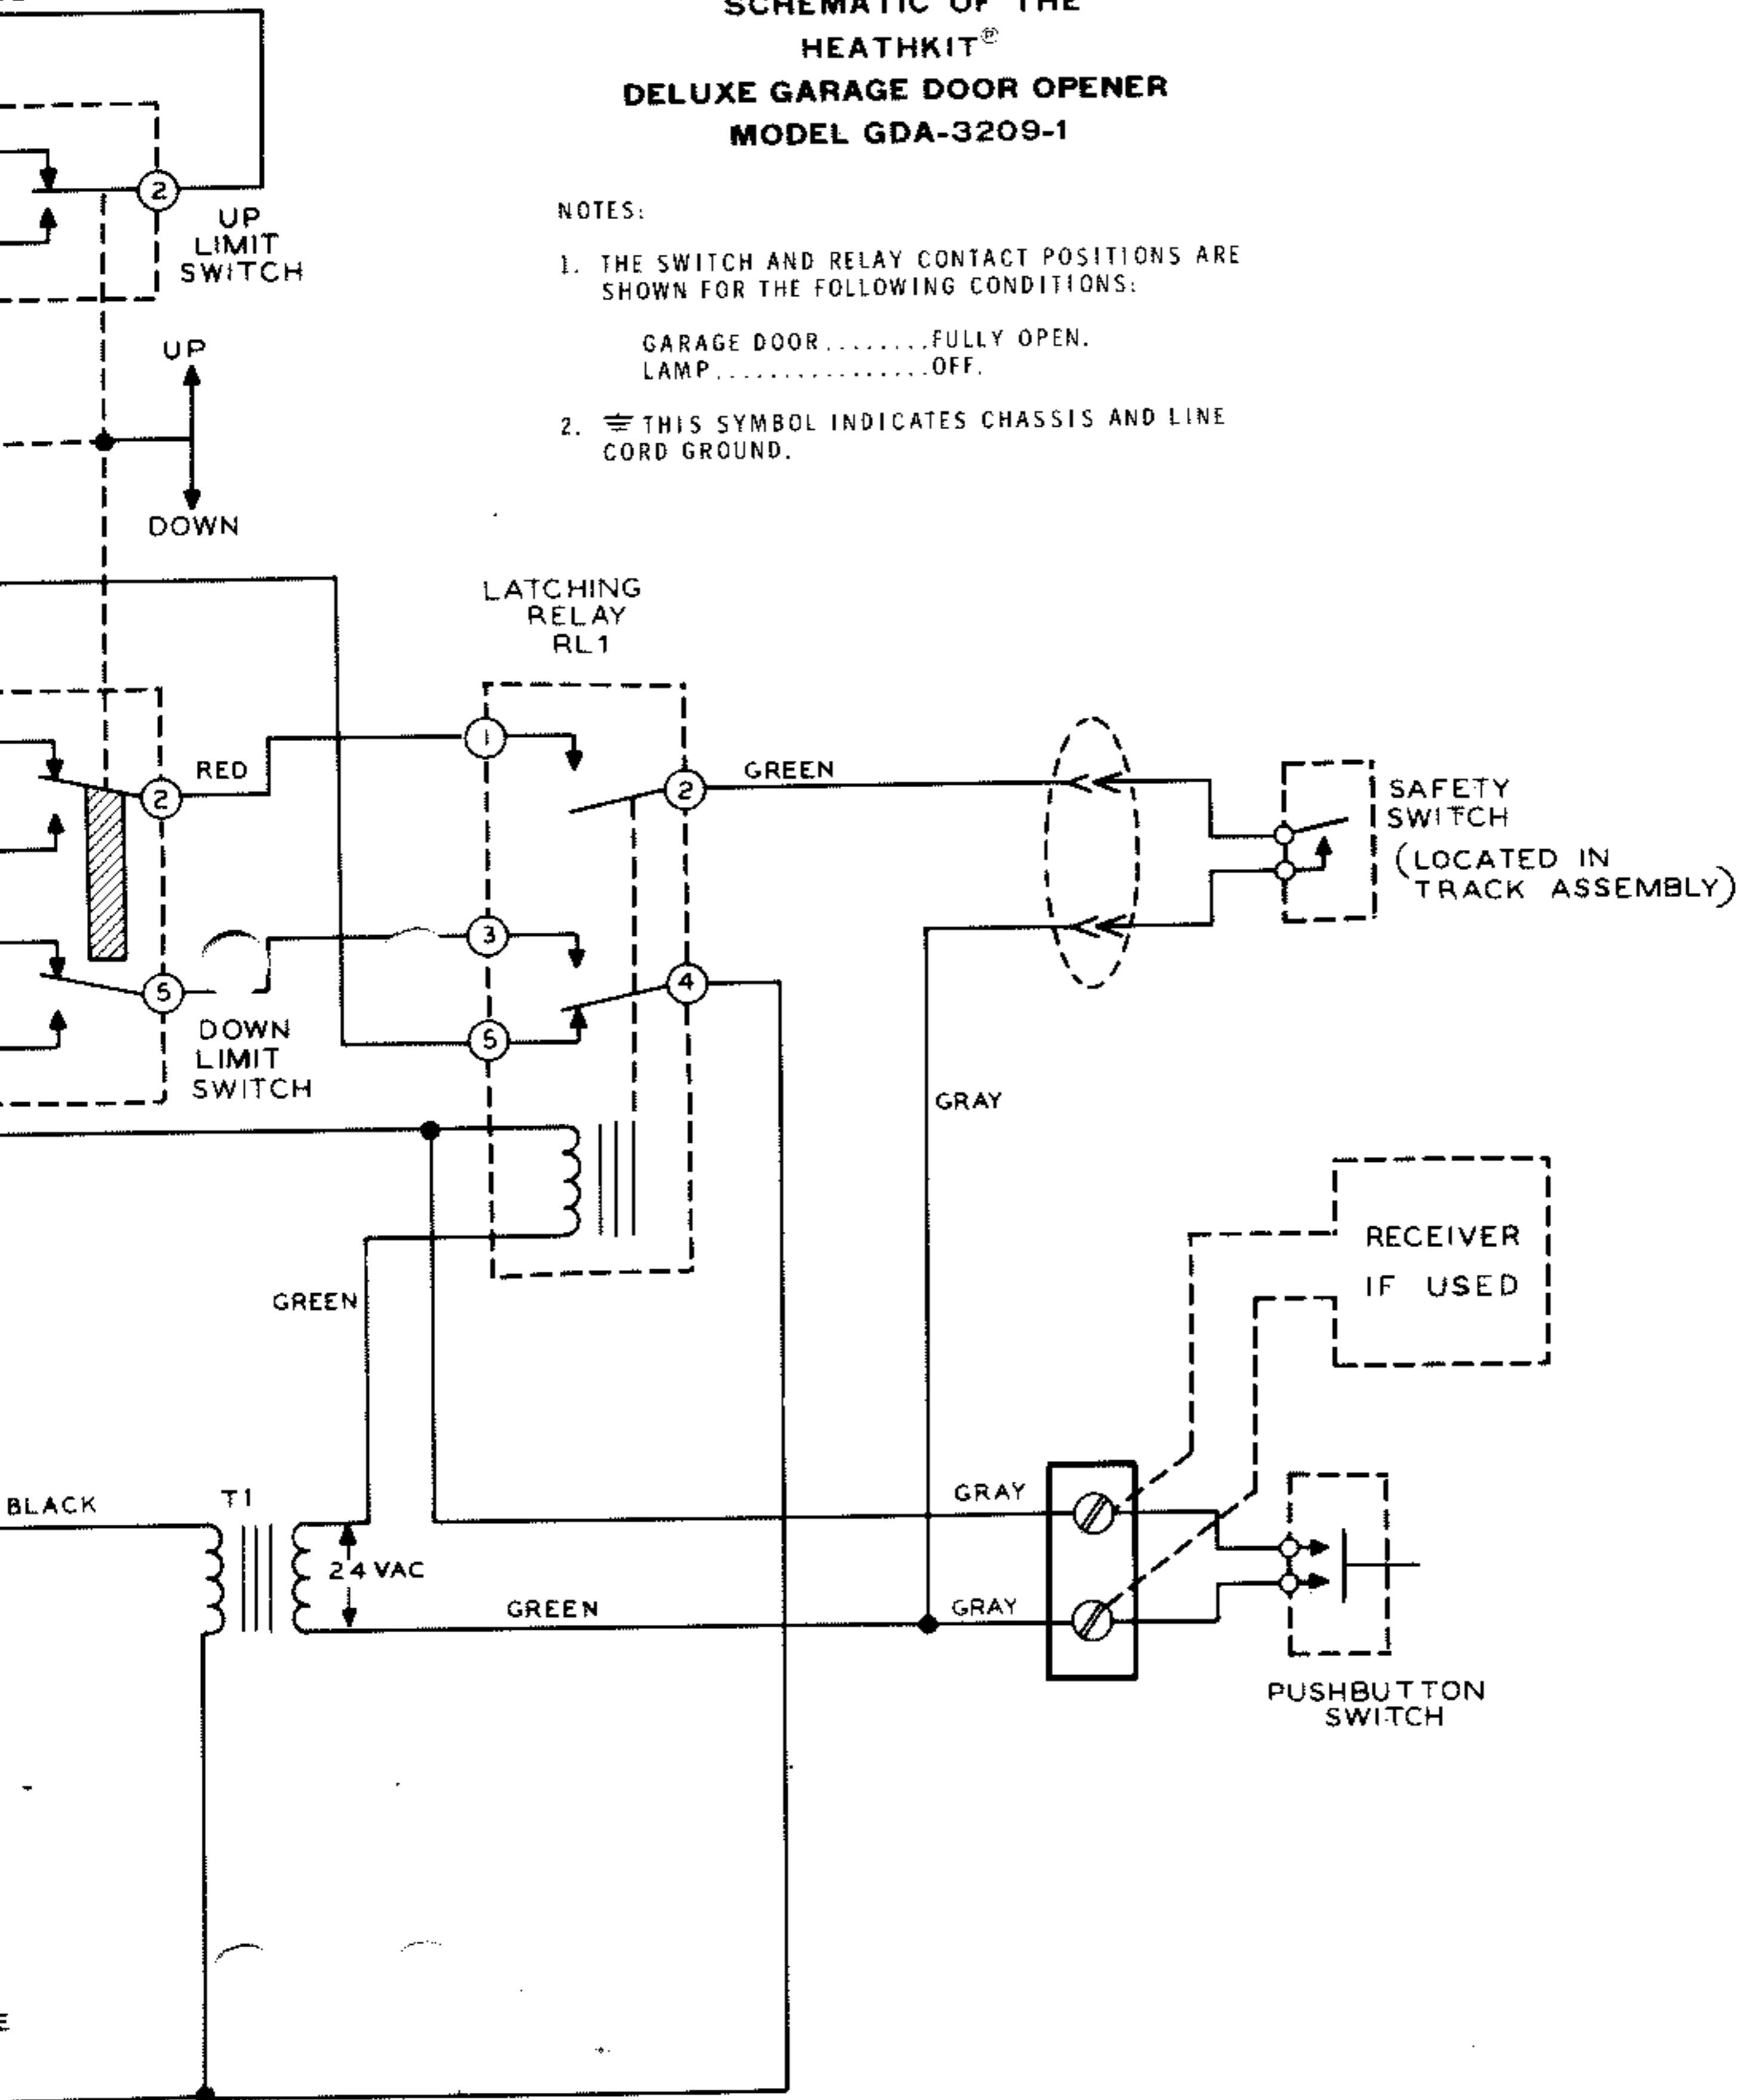 SCHEMATIC OF THE
HEATHKIT®
DELUXE GARAGE DOOR OPENER
MODEL GDA-3209-1
NOTES:
1. THE SWITCH AND RELAY CONTACT POSITIONS ARE
SHOWN FOR THE FOLLOWING CONDITIONS:
GARAGE DOOR........FULLY OPEN.
LAMP................OFF.
2. THIS SYMBOL INDICATES CHASSIS AND LINE
CORD GROUND.
2
UP
LIMIT
SWITCH
UP
DOWN
LATCHING
RELAY
RL1
2
RED
1
2
GREEN
SAFETY
SWITCH
(LOCATED IN
TRACK ASSEMBLY)
3
4
5
5
DOWN
LIMIT
SWITCH
GRAY
GREEN
RECEIVER
IF USED
BLACK
T1
24 VAC
GREEN
GRAY
GRAY
PUSHBUTTON
SWITCH